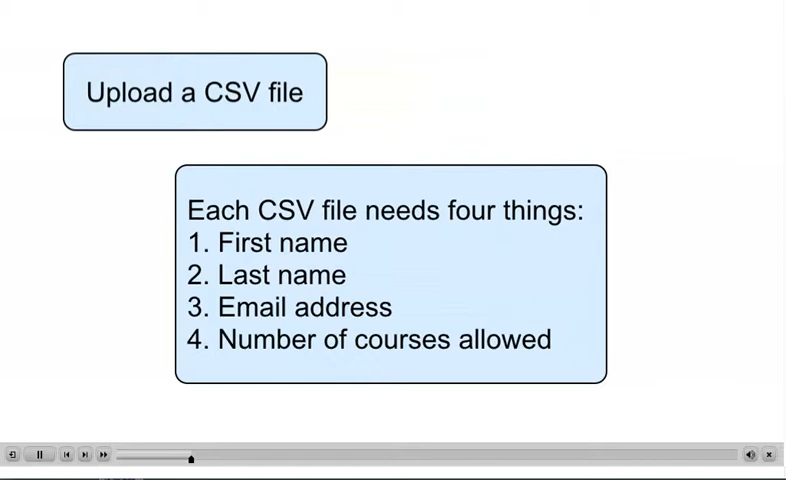 Upload a CSV file
Each CSV file needs four things:
1. First name
2. Last name
3. Email address
4. Number of courses allowed